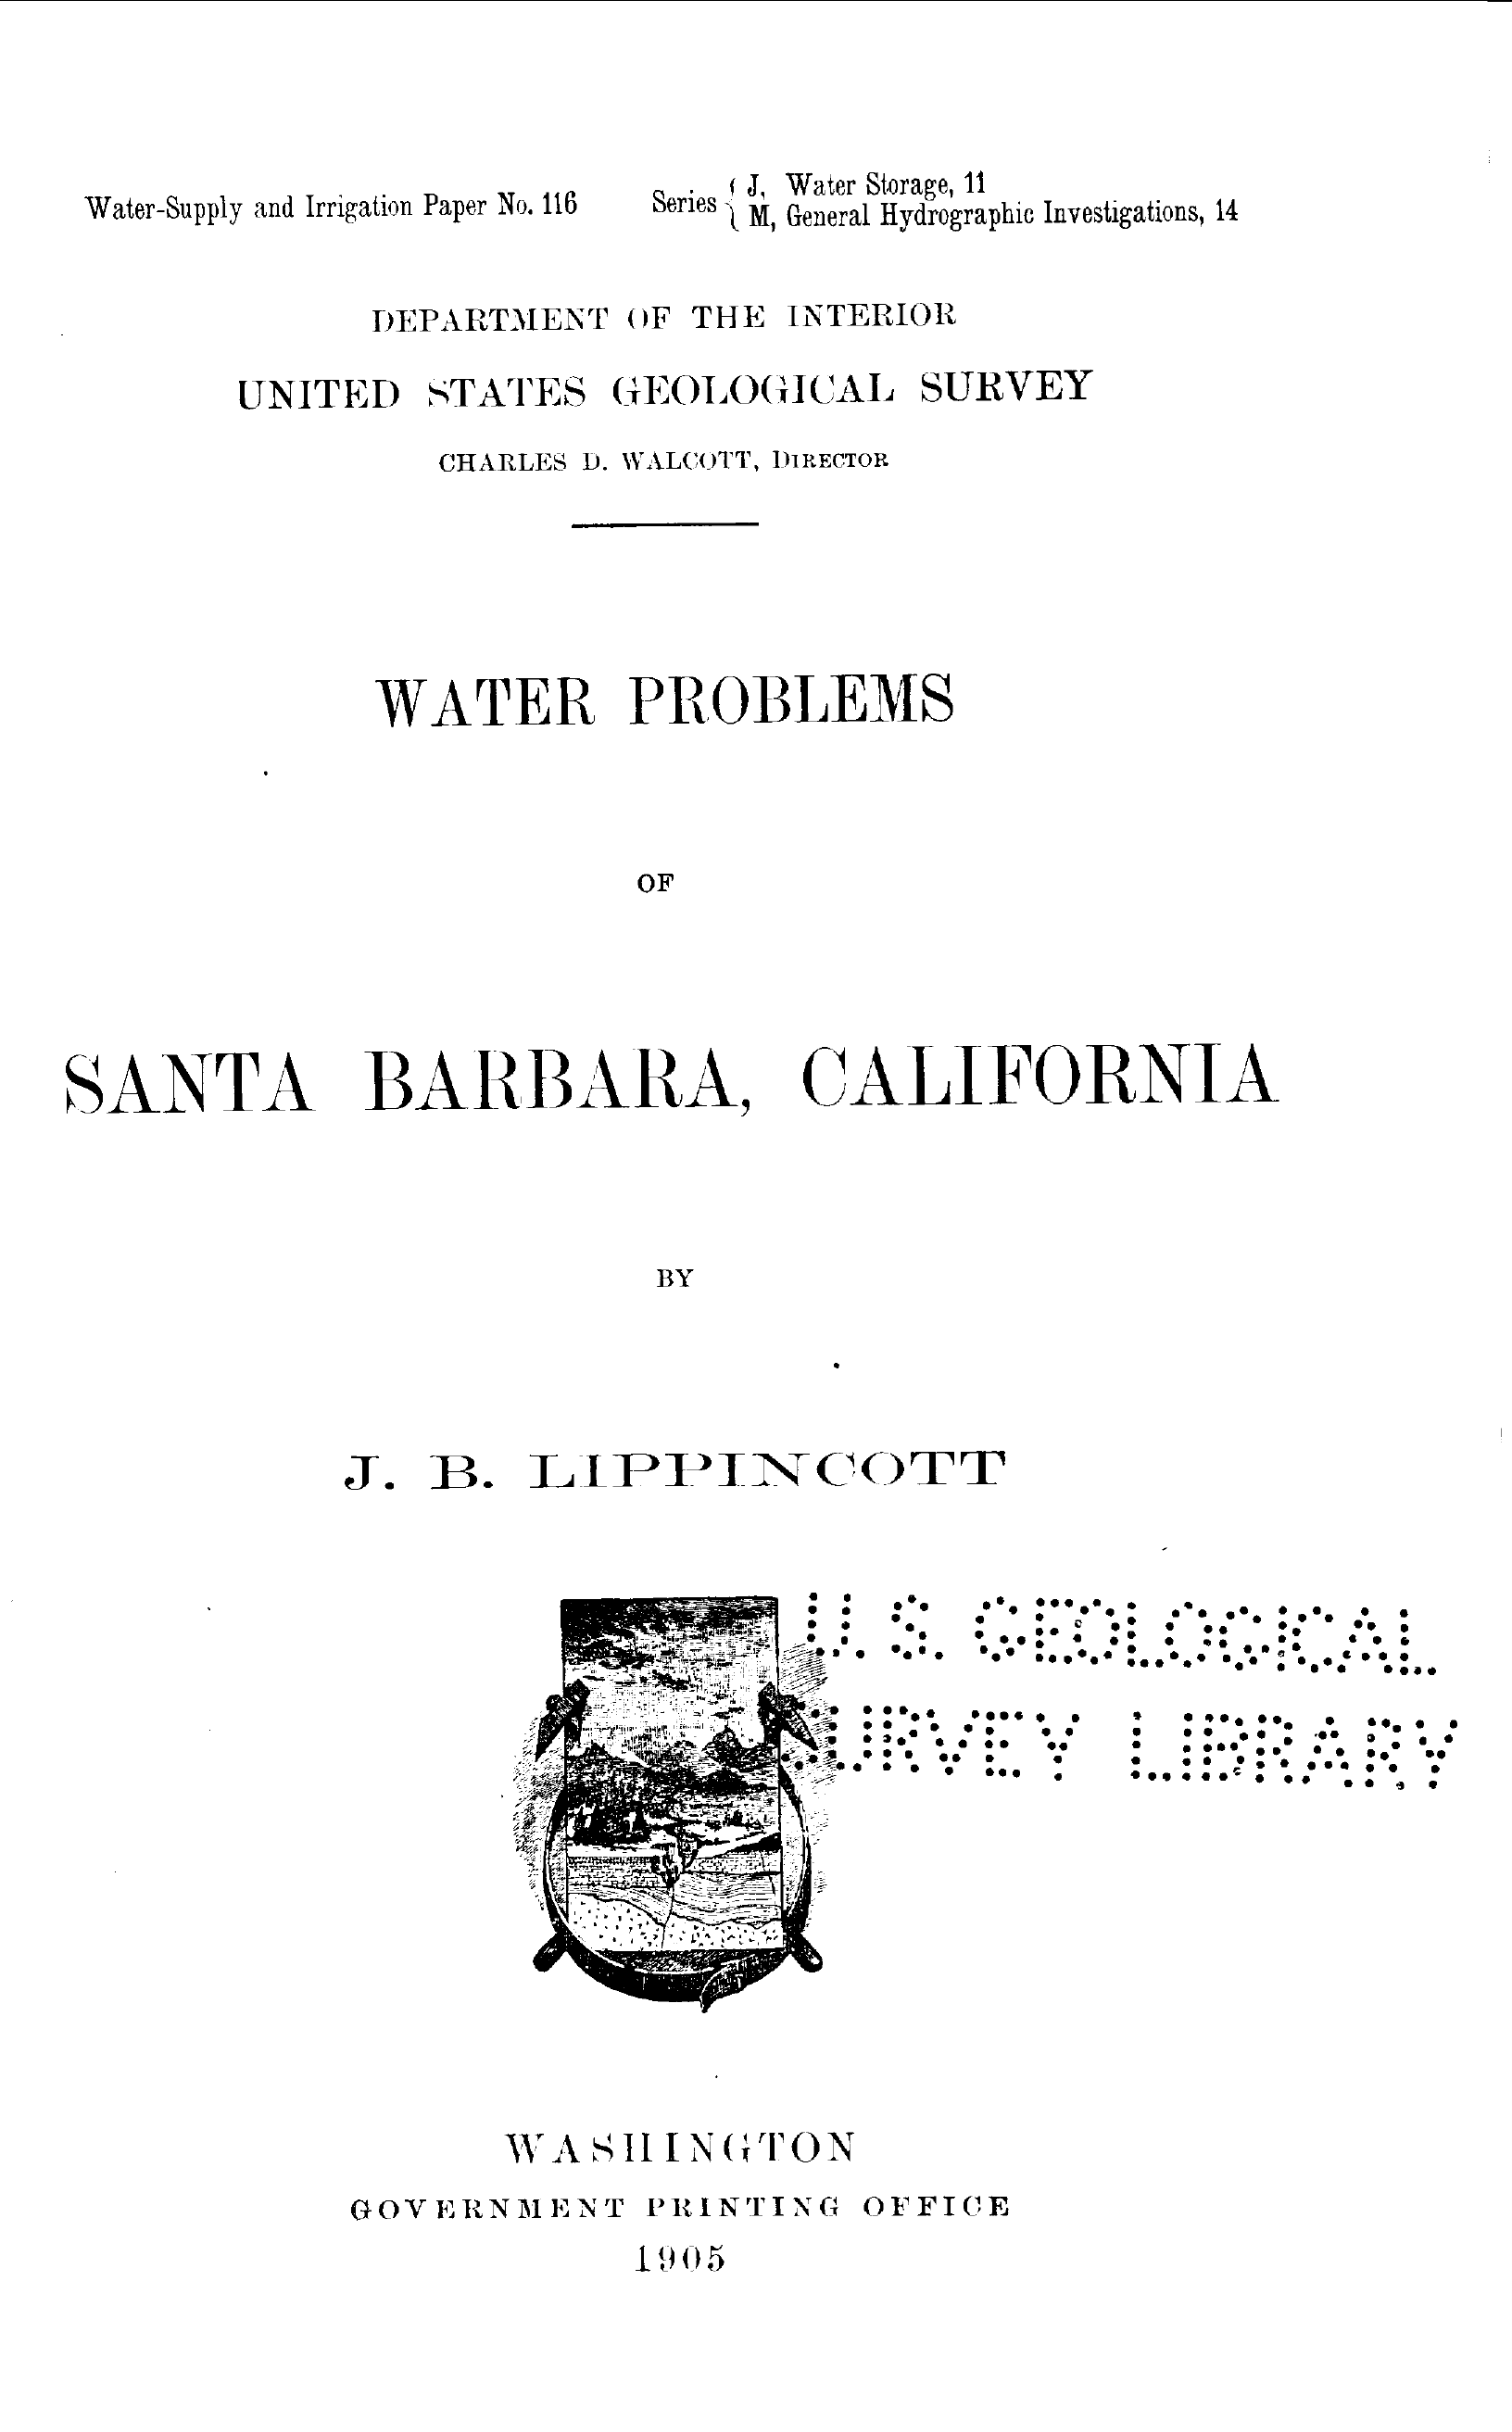 Water-Supply and Irrigation Paper No. 116 Series { J, Water Storage, 11
M, General Hydrographic Investigations, 14
DEPARTMENT OF THE INTERIOR
UNITED STATES GEOLOGICAL SURVEY
CHARLES D. WALCOTT, DIRECTOR
WATER PROBLEMS
OF
SANTA BARBARA, CALIFORNIA
BY
J. B. LIPPINCOTT
U. S. GEOLOGICAL
SURVEY LIBRARY
WASHINGTON
GOVERNMENT PRINTING OFFICE
1905